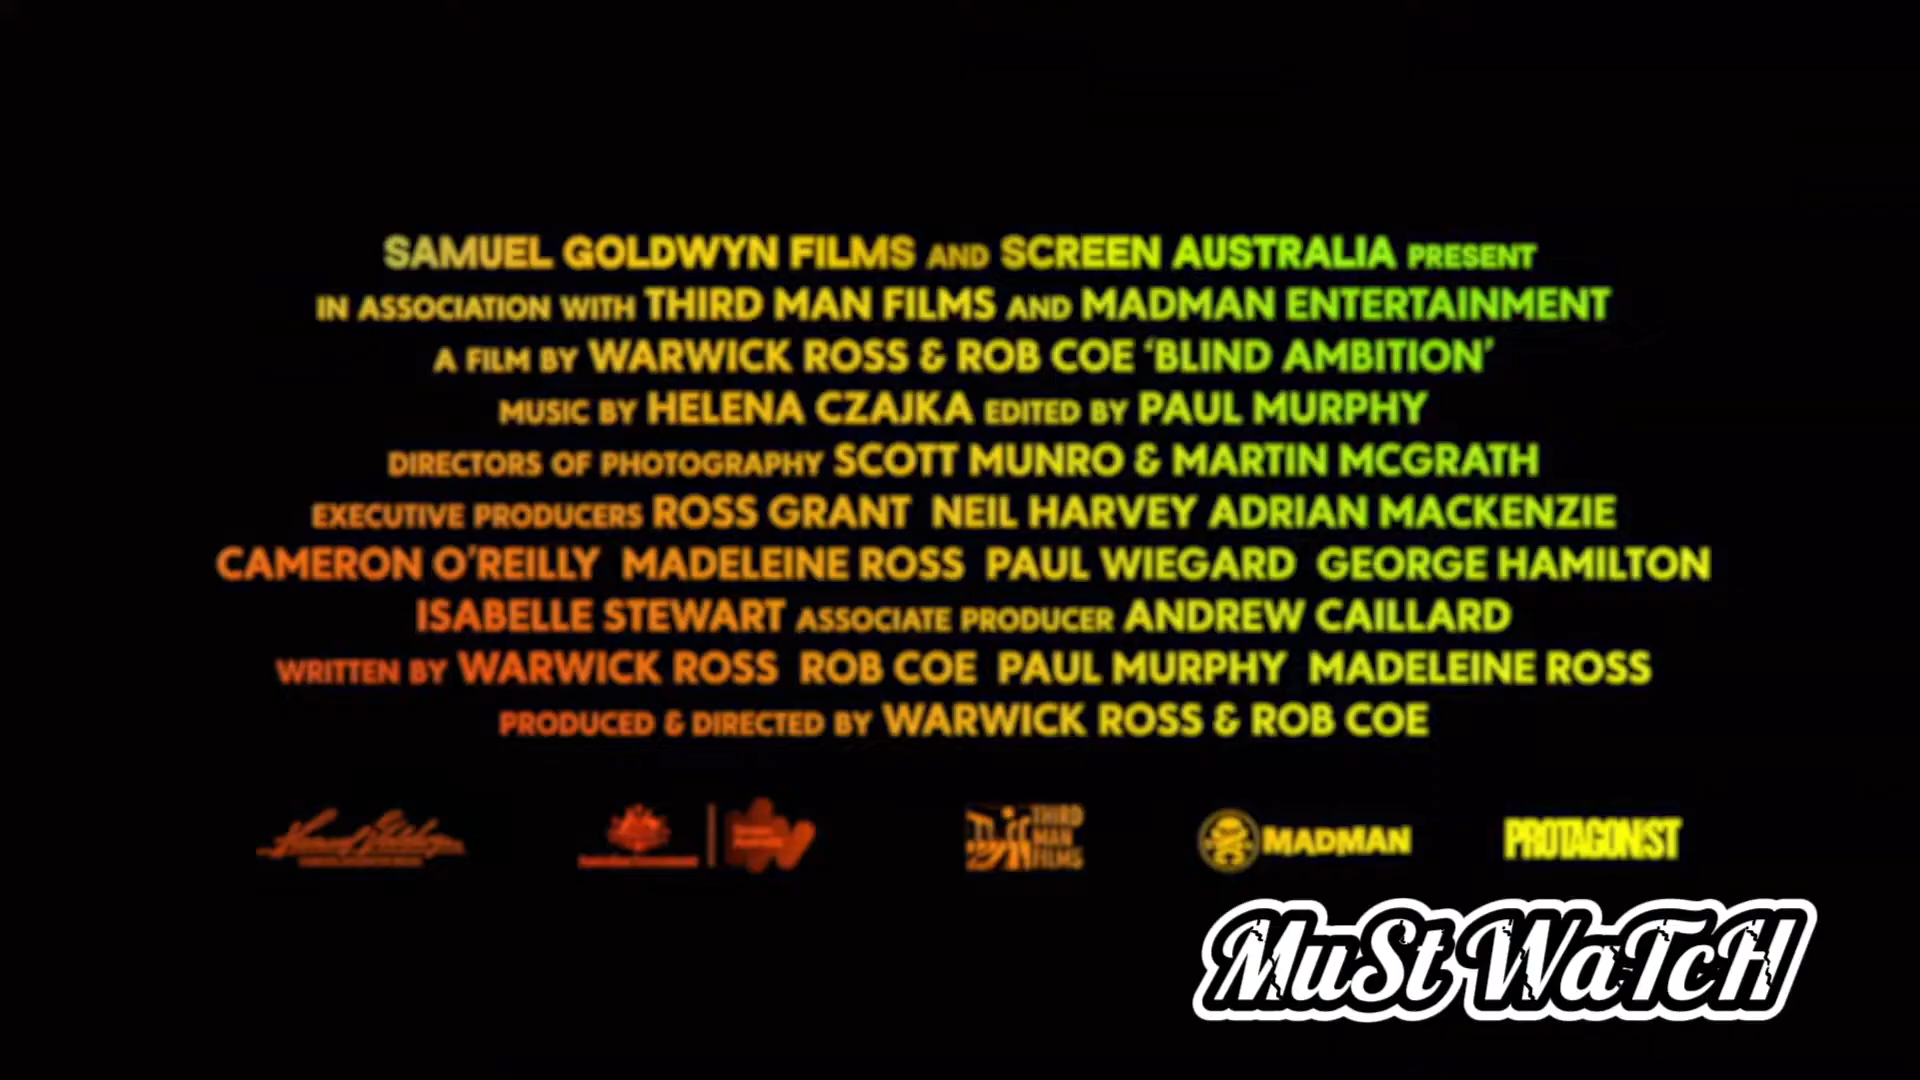 SAMUEL GOLDWYN FILMS AND SCREEN AUSTRALIA PRESENT
IN ASSOCIATION WITH THIRD MAN FILMS AND MADMAN ENTERTAINMENT
A FILM BY WARWICK ROSS & ROB COE ‘BLIND AMBITION’
MUSIC BY HELENA CZAJKA EDITED BY PAUL MURPHY
DIRECTORS OF PHOTOGRAPHY SCOTT MUNRO & MARTIN MCGRATH
EXECUTIVE PRODUCERS ROSS GRANT NEIL HARVEY ADRIAN MACKENZIE
CAMERON O’REILLY MADELEINE ROSS PAUL WIEGARD GEORGE HAMILTON
ISABELLE STEWART ASSOCIATE PRODUCER ANDREW CAILLARD
WRITTEN BY WARWICK ROSS ROB COE PAUL MURPHY MADELEINE ROSS
PRODUCED & DIRECTED BY WARWICK ROSS & ROB COE
THIRD
MAN
FILMS
MADMAN
PROTAGONIST
MuSt WaTcH